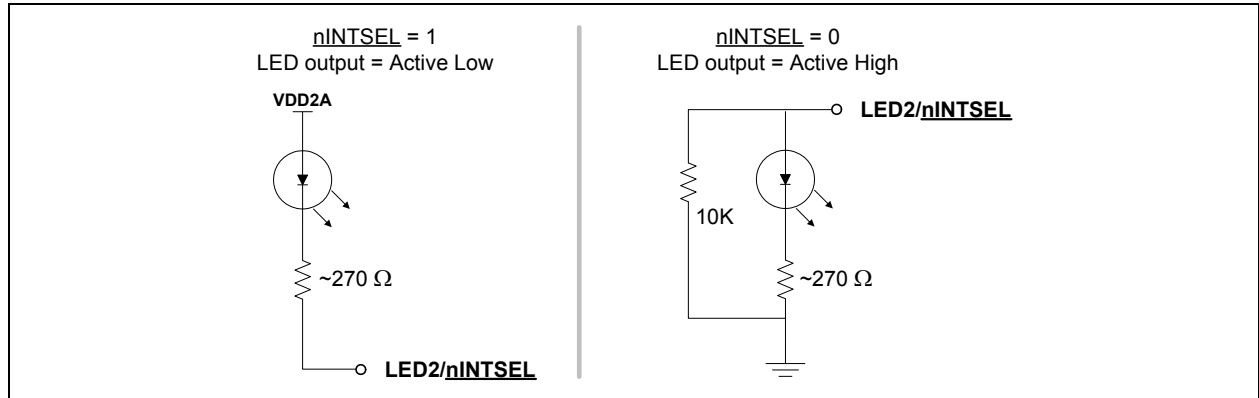 nINTSEL = 1
LED output = Active Low
VDD2A
~270 Ω
LED2/nINTSEL
nINTSEL = 0
LED output = Active High
LED2/nINTSEL
10K
~270 Ω